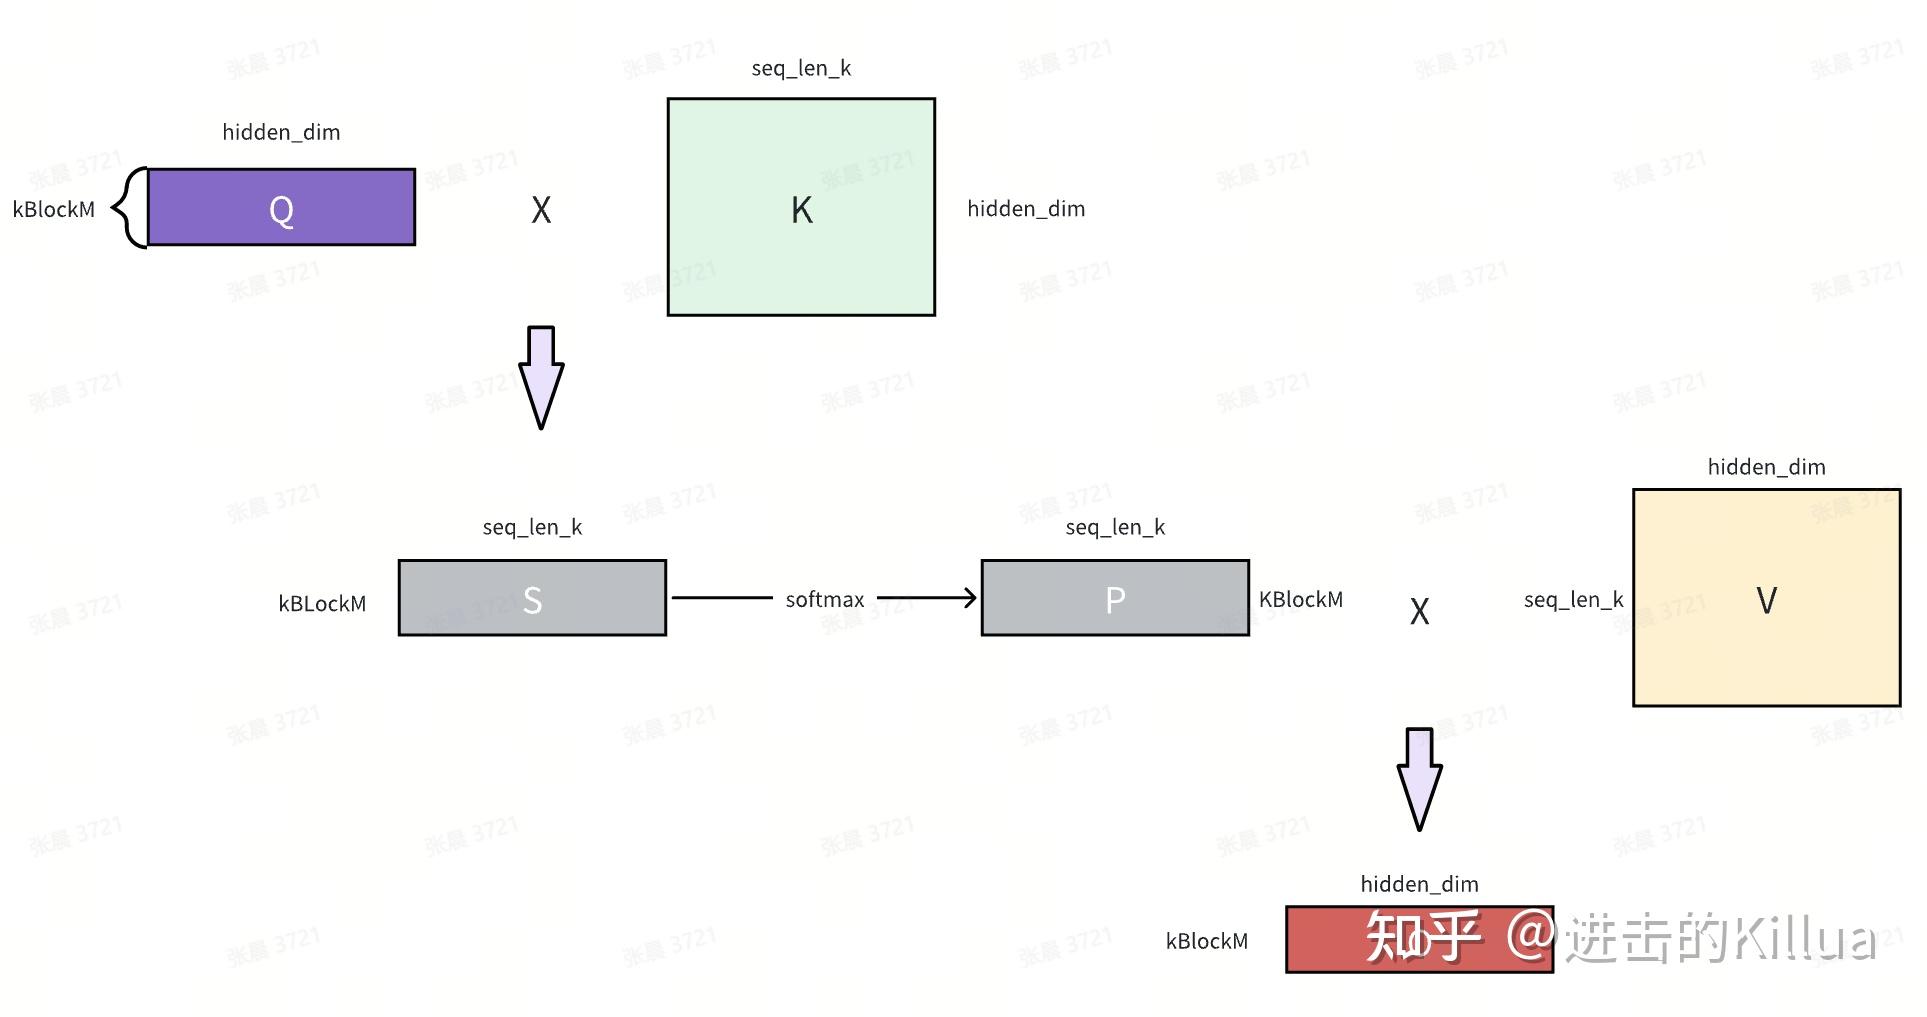 seq_len_k
hidden_dim
kBlockM
Q
X
K
hidden_dim
hidden_dim
seq_len_k
seq_len_k
kBLockM
S
softmax
P
KBlockM
X
seq_len_k
V
hidden_dim
kBlockM
O
知乎 @进击的Killua
张晨 3721